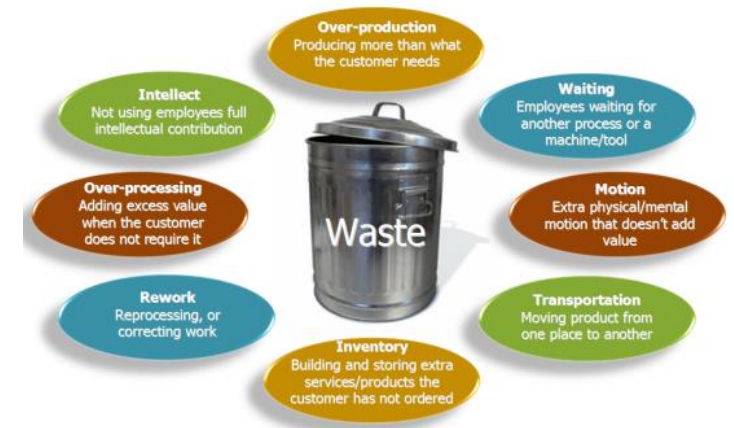 Over-production
Producing more than what
the customer needs
Waiting
Employees waiting for
another process or a
machine/tool
Motion
Extra physical/mental
motion that doesn't add
value
Transportation
Moving product from
one place to another
Inventory
Building and storing extra
services/products the
customer has not ordered
Rework
Reprocessing, or
correcting work
Over-processing
Adding excess value
when the customer
does not require it
Intellect
Not using employees full
intellectual contribution
Waste